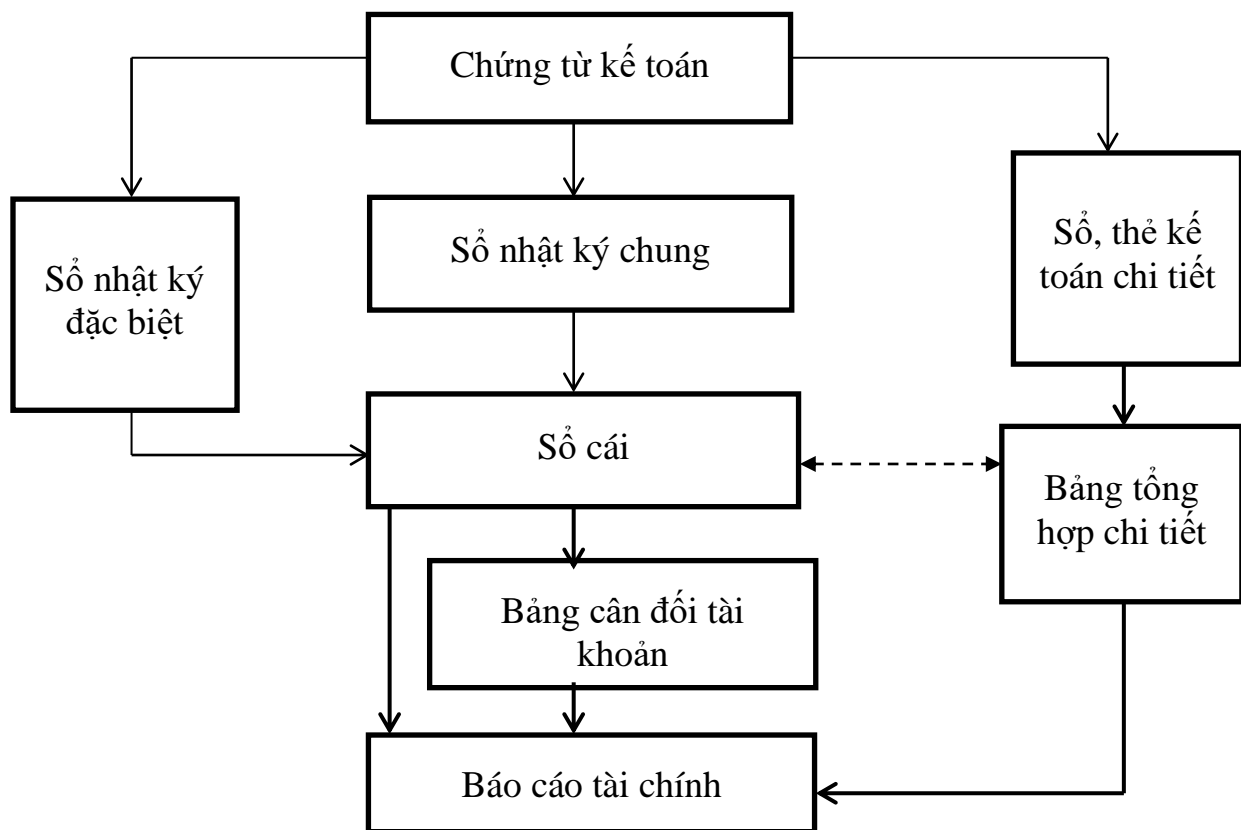 Chứng từ kế toán
Sổ nhật ký
đặc biệt
Sổ nhật ký chung
Sổ, thẻ kế
toán chi tiết
Sổ cái
Bảng tổng
hợp chi tiết
Bảng cân đối tài
khoản
Báo cáo tài chính